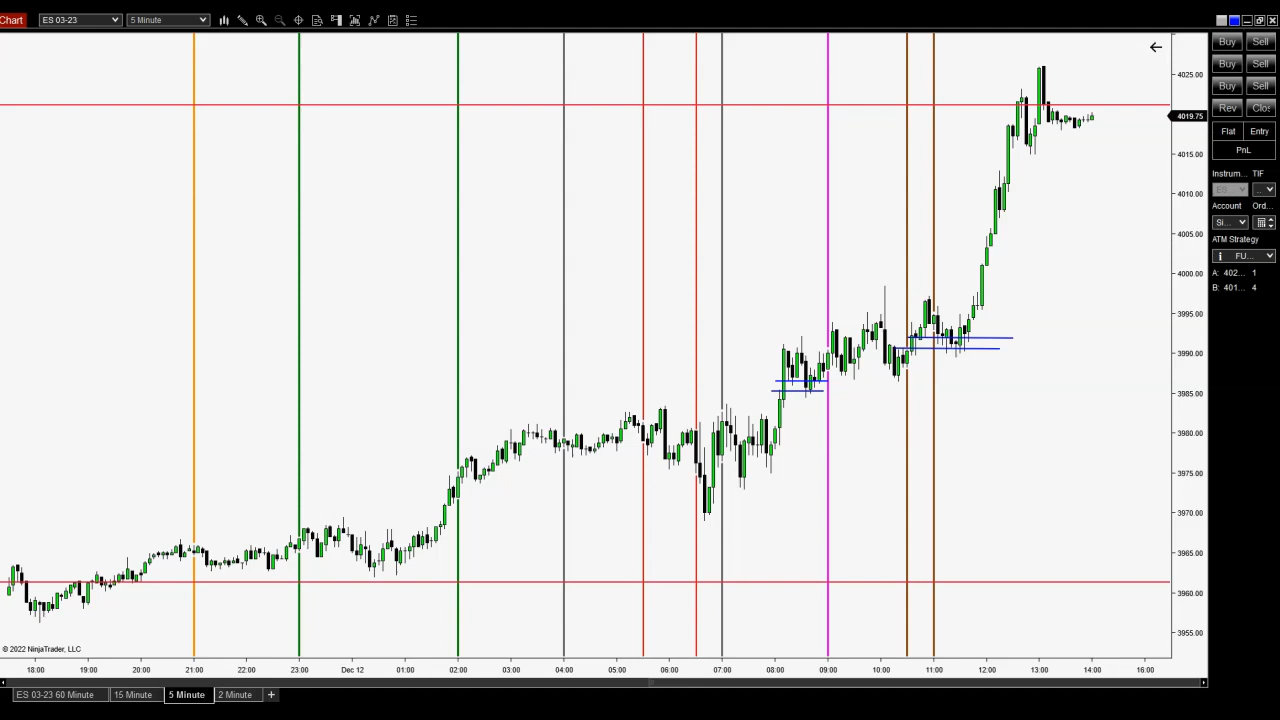 Chart ES 03-23 5 Minute
Buy Sell
Buy Sell
Buy Sell
Rev Clos
Flat Entry
PnL
Instrum... TIF
ES ... ...
Account Ord...
Si...
ATM Strategy
FU...
A: 402... 1
B: 401... 4
4025.00
4019.75
4015.00
4010.00
4005.00
4000.00
3995.00
3990.00
3985.00
3980.00
3975.00
3970.00
3965.00
3960.00
3955.00
© 2022 NinjaTrader, LLC
18:00 19:00 20:00 21:00 22:00 23:00 Dec 12 01:00 02:00 03:00 04:00 05:00 06:00 07:00 08:00 09:00 10:00 11:00 12:00 13:00 14:00 16:00
ES 03-23 60 Minute 15 Minute 5 Minute 2 Minute +